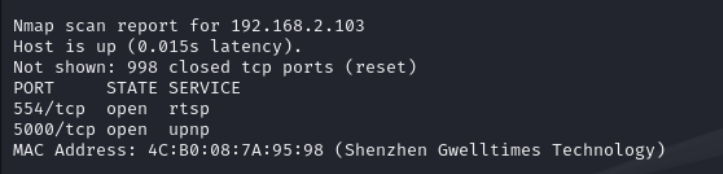 Nmap scan report for 192.168.2.103
Host is up (0.015s latency).
Not shown: 998 closed tcp ports (reset)
PORT     STATE SERVICE
554/tcp  open  rtsp
5000/tcp open  upnp
MAC Address: 4C:B0:08:7A:95:98 (Shenzhen Gwelltimes Technology)